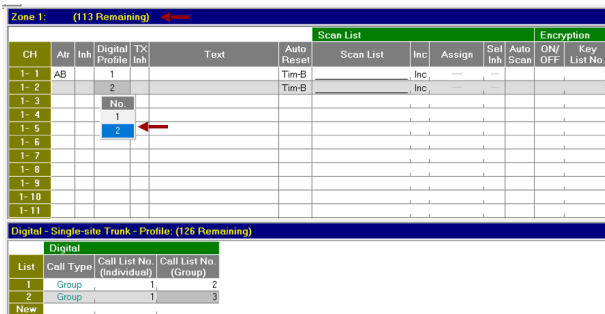 Zone 1: (113 Remaining)
Scan List Encryption
CH Atr Inh Digital Profile TX Inh Text Auto Reset Scan List Inc Assign Sel Inh Auto Scan ON/OFF Key List No.
1- 1 AB 1 Tim-B Inc
1- 2 2 Tim-B Inc
1- 3 No.
1- 4 1
1- 5 2
1- 6
1- 7
1- 8
1- 9
1- 10
1- 11
Digital - Single-site Trunk - Profile: (126 Remaining)
Digital
List Call Type Call List No. (Individual) Call List No. (Group)
1 Group 1 2
2 Group 1 3
New